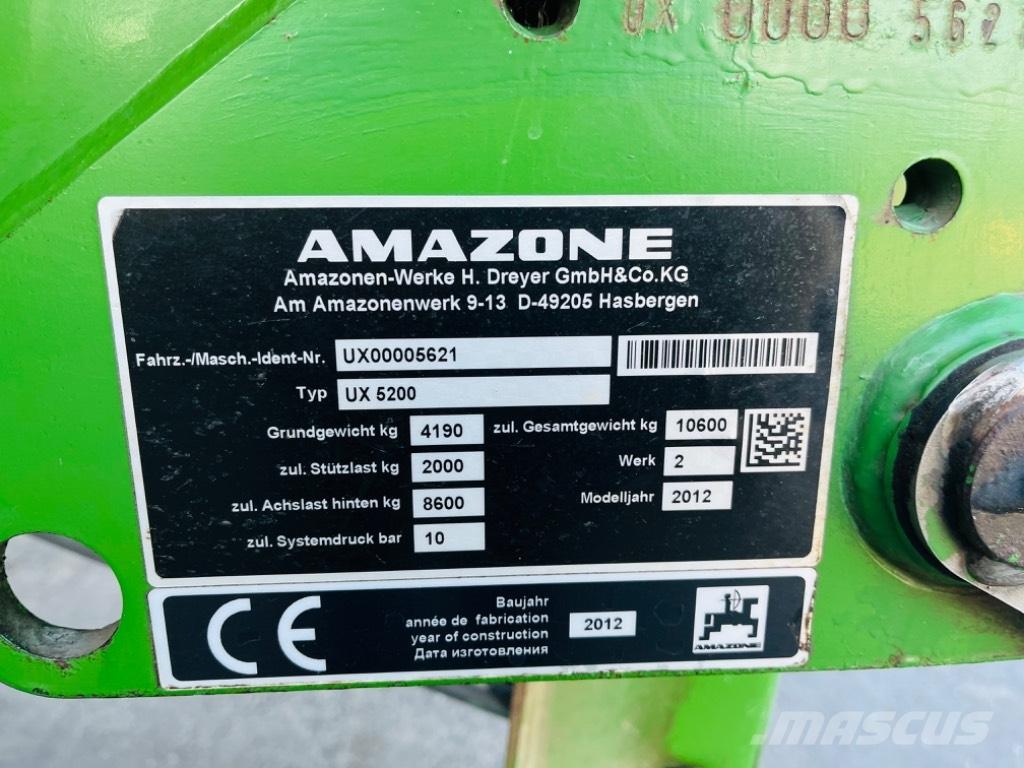 UX 0000 562
AMAZONE
Amazonen-Werke H. Dreyer GmbH&Co.KG
Am Amazonenwerk 9-13 D-49205 Hasbergen
Fahrz.-/Masch.-Ident-Nr. UX00005621
Typ UX 5200
Grundgewicht kg 4190 zul. Gesamtgewicht kg 10600
zul. Stützlast kg 2000 Werk 2
zul. Achslast hinten kg 8600 Modelljahr 2012
zul. Systemdruck bar 10
CE
Baujahr
année de fabrication
year of construction
Дата изготовления
2012
AMAZONE
MASCUS